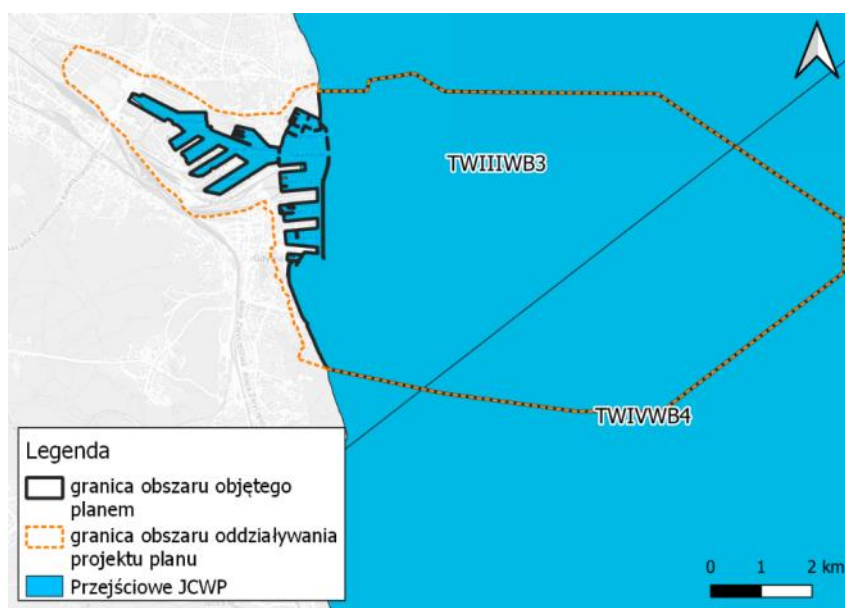 TWIIIWB3
TWIVWB4
Legenda
granica obszaru objętego
planem
granica obszaru oddziaływania
projektu planu
Przejściowe JCWP
0 1 2 km